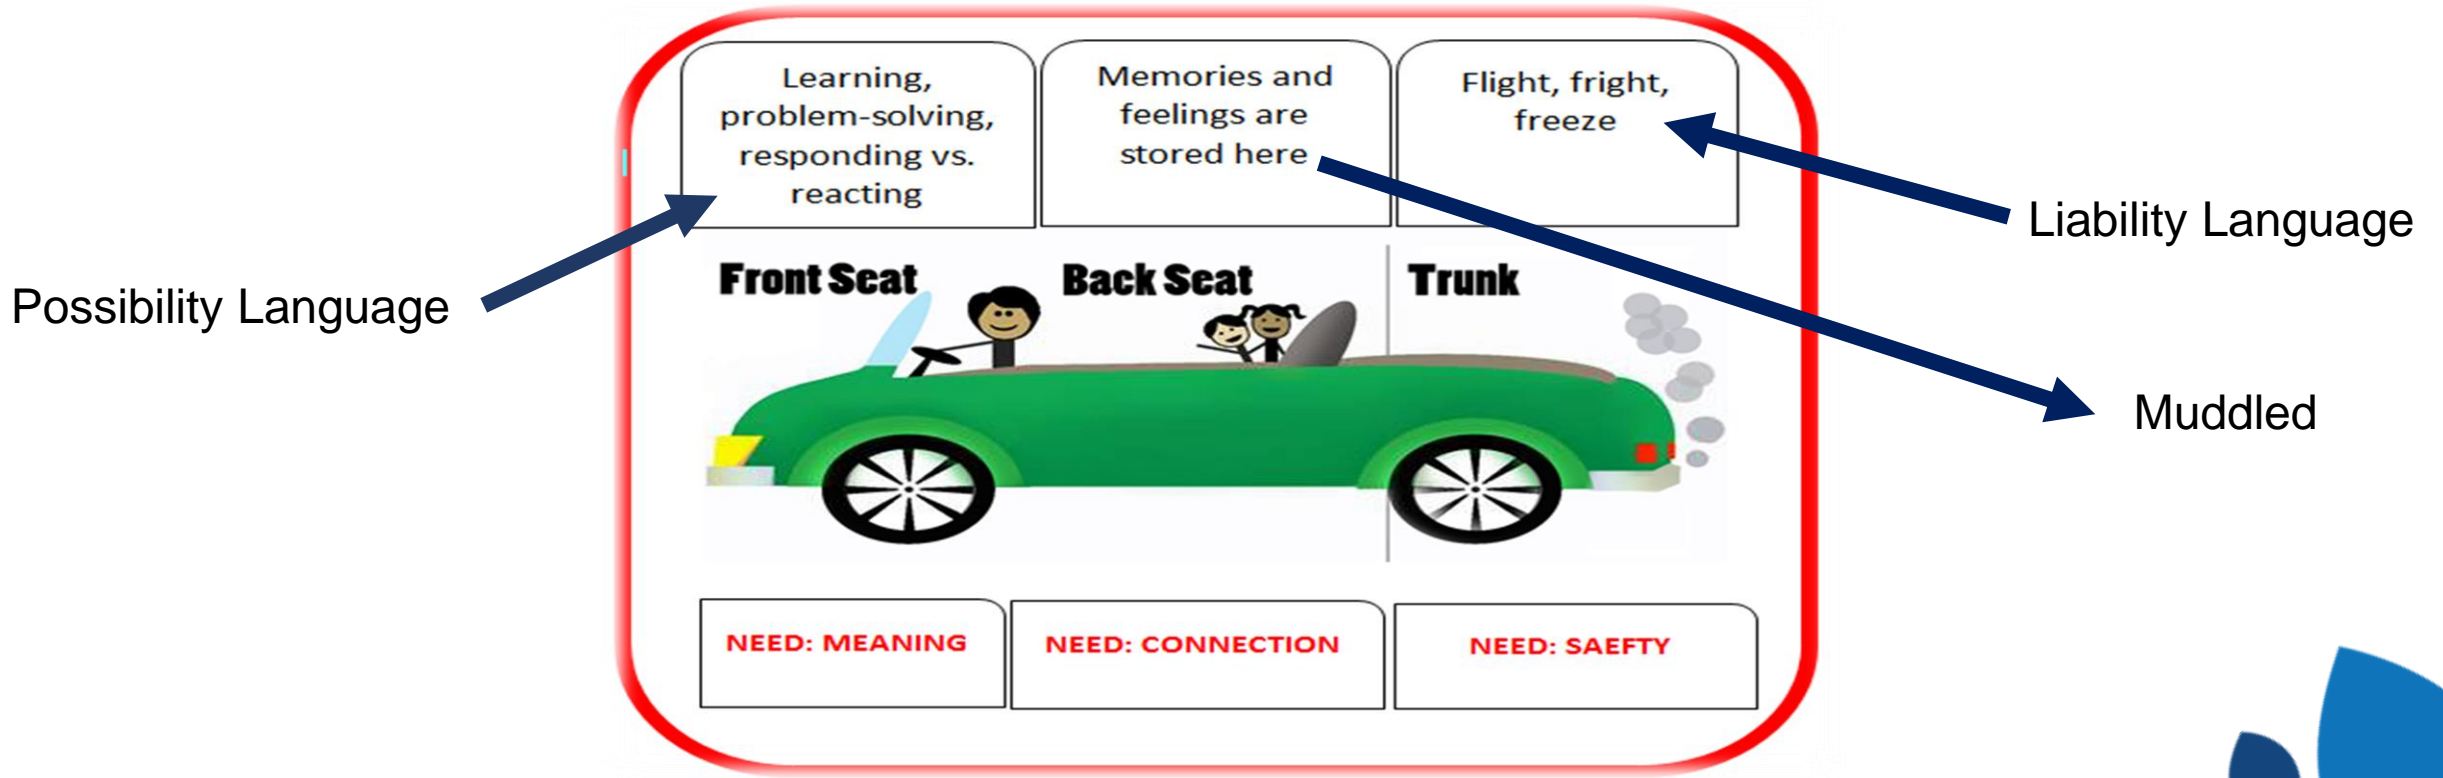 Learning,
problem-solving,
responding vs.
reacting
Memories and
feelings are
stored here
Flight, fright,
freeze
Liability Language
Possibility Language
Front Seat
Back Seat
Trunk
Muddled
NEED: MEANING
NEED: CONNECTION
NEED: SAEFTY